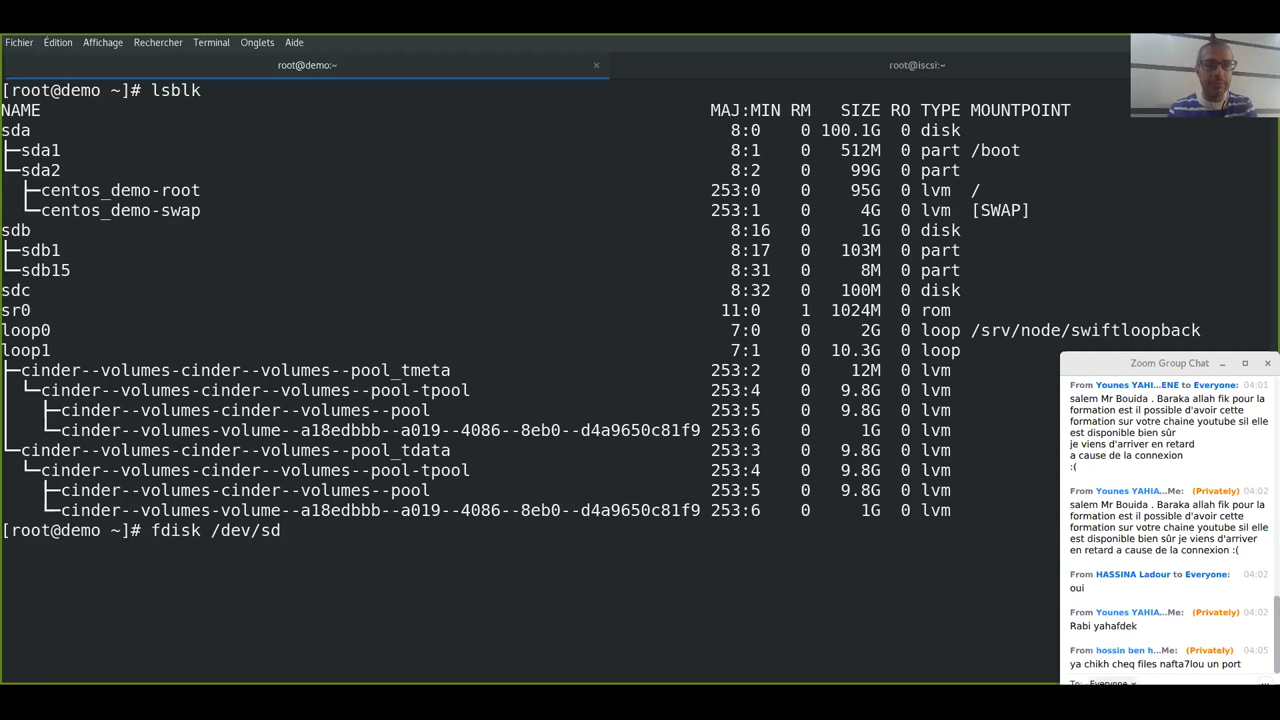 Fichier Édition Affichage Rechercher Terminal Onglets Aide
root@demo:~ × root@iscsi:~
[root@demo ~]# lsblk
NAME MAJ:MIN RM SIZE RO TYPE MOUNTPOINT
sda 8:0 0 100.1G 0 disk
├─sda1 8:1 0 512M 0 part /boot
└─sda2 8:2 0 99G 0 part
├─centos_demo-root 253:0 0 95G 0 lvm /
└─centos_demo-swap 253:1 0 4G 0 lvm [SWAP]
sdb 8:16 0 1G 0 disk
├─sdb1 8:17 0 103M 0 part
└─sdb15 8:31 0 8M 0 part
sdc 8:32 0 100M 0 disk
sr0 11:0 1 1024M 0 rom
loop0 7:0 0 2G 0 loop /srv/node/swiftloopback
loop1 7:1 0 10.3G 0 loop
├─cinder--volumes-cinder--volumes--pool_tmeta 253:2 0 12M 0 lvm
│ └─cinder--volumes-cinder--volumes--pool-tpool 253:4 0 9.8G 0 lvm
│ ├─cinder--volumes-cinder--volumes--pool 253:5 0 9.8G 0 lvm
│ └─cinder--volumes-volume--a18edbbb--a019--4086--8eb0--d4a9650c81f9 253:6 0 1G 0 lvm
└─cinder--volumes-cinder--volumes--pool_tdata 253:3 0 9.8G 0 lvm
└─cinder--volumes-cinder--volumes--pool-tpool 253:4 0 9.8G 0 lvm
├─cinder--volumes-cinder--volumes--pool 253:5 0 9.8G 0 lvm
└─cinder--volumes-volume--a18edbbb--a019--4086--8eb0--d4a9650c81f9 253:6 0 1G 0 lvm
[root@demo ~]# fdisk /dev/sd
Zoom Group Chat
From Younes YAHI...ENE to Everyone: 04:01
salem Mr Bouida . Baraka allah fik pour la
formation est il possible d'avoir cette
formation sur votre chaine youtube sil elle
est disponible bien sûr
je viens d'arriver en retard
a cause de la connexion
:(
From Younes YAHIA...Me: (Privately) 04:02
salem Mr Bouida . Baraka allah fik pour la
formation est il possible d'avoir cette
formation sur votre chaine youtube sil elle
est disponible bien sûr je viens d'arriver
en retard a cause de la connexion :(
From HASSINA Ladour to Everyone: 04:02
oui
From Younes YAHIA...Me: (Privately) 04:02
Rabi yahafdek
From hossin ben h...Me: (Privately) 04:05
ya chikh cheq files nafta7lou un port
To: Everyone